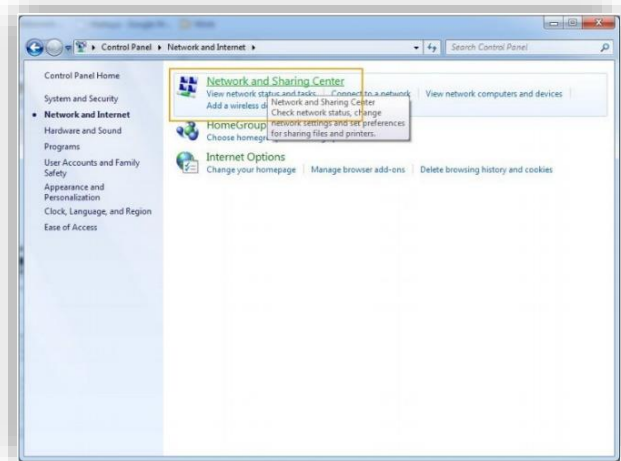 Control Panel ▸ Network and Internet ▸
Search Control Panel
Control Panel Home
System and Security
Network and Internet
Hardware and Sound
Programs
User Accounts and Family
Safety
Appearance and
Personalization
Clock, Language, and Region
Ease of Access
Network and Sharing Center
View network status and tasks Connect to a network View network computers and devices
Add a wireless d
Network and Sharing Center
Check network status, change
network settings and set preferences
for sharing files and printers.
HomeGroup
Choose homegr
Internet Options
Change your homepage Manage browser add-ons Delete browsing history and cookies